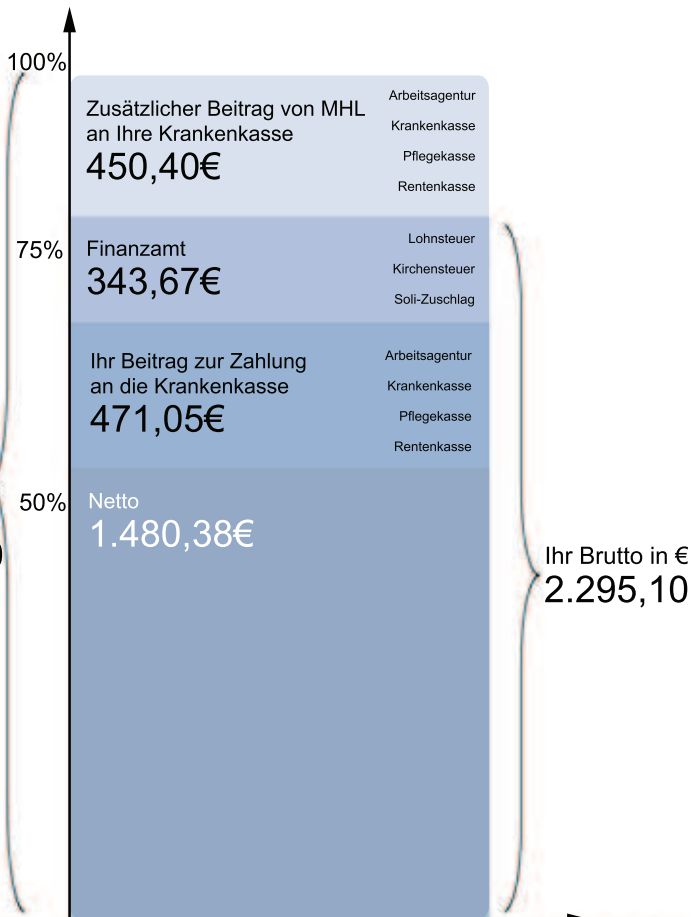 100%
Zusätzlicher Beitrag von MHL
an Ihre Krankenkasse
450,40€
Arbeitsagentur
Krankenkasse
Pflegekasse
Rentenkasse
75%
Finanzamt
343,67€
Lohnsteuer
Kirchensteuer
Soli-Zuschlag
Ihr Beitrag zur Zahlung
an die Krankenkasse
471,05€
Arbeitsagentur
Krankenkasse
Pflegekasse
Rentenkasse
50%
Netto
1.480,38€
Ihr Brutto in €
2.295,10